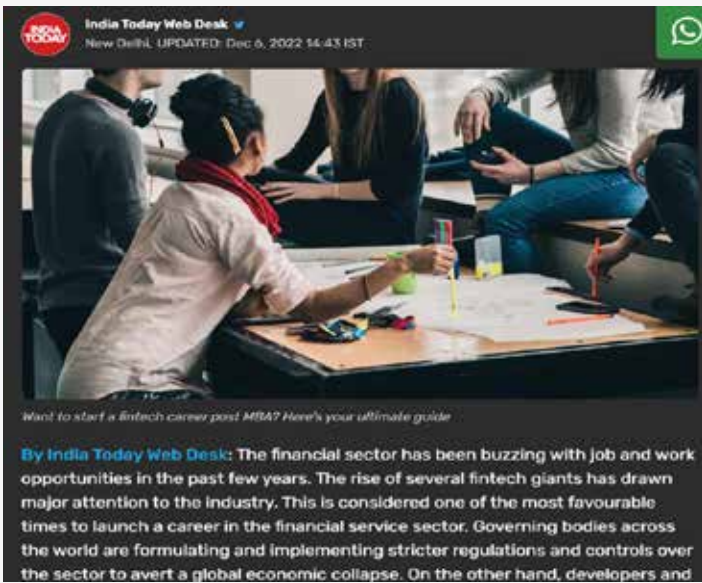 INDIA
TODAY
India Today Web Desk
New Delhi, UPDATED: Dec 6, 2022 14:43 IST
Want to start a fintech career post MBA? Here's your ultimate guide
By India Today Web Desk: The financial sector has been buzzing with job and work
opportunities in the past few years. The rise of several fintech giants has drawn
major attention to the industry. This is considered one of the most favourable
times to launch a career in the financial service sector. Governing bodies across
the world are formulating and implementing stricter regulations and controls over
the sector to avert a global economic collapse. On the other hand, developers and